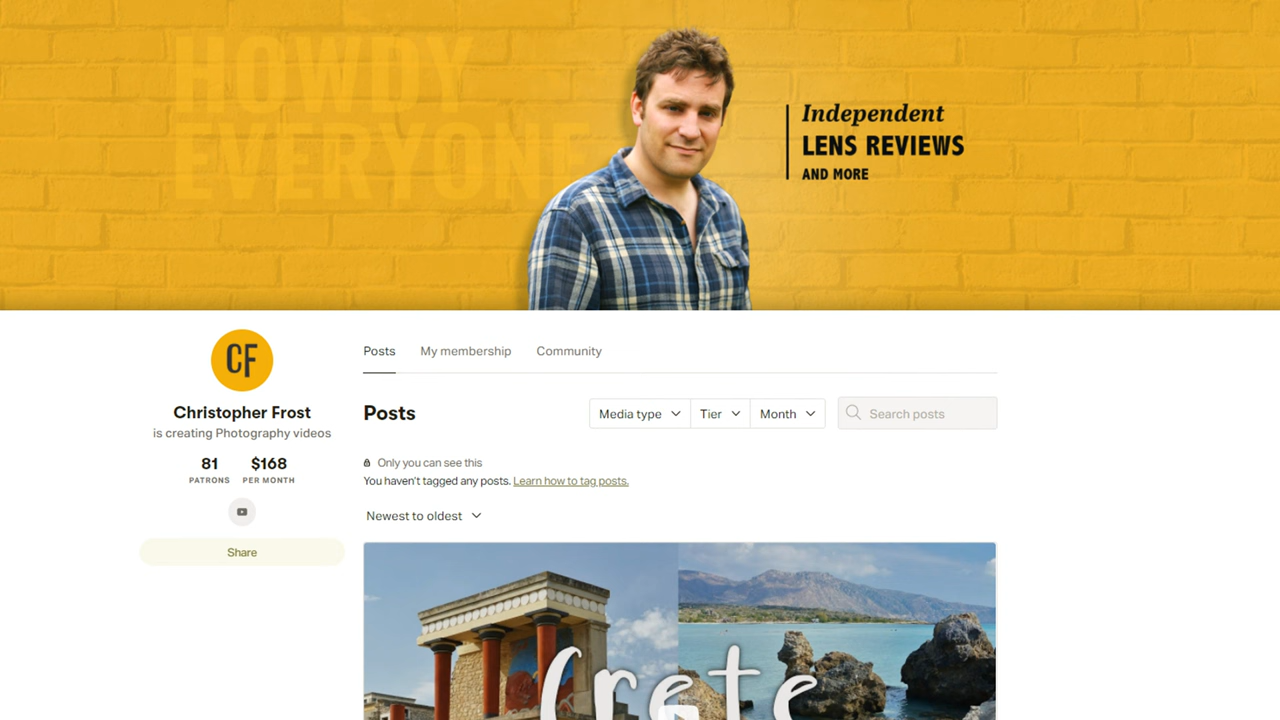 HOWDY
EVERYONE
Independent
LENS REVIEWS
AND MORE
CF
Christopher Frost
is creating Photography videos
81 $168
PATRONS PER MONTH
Share
Posts My membership Community
Posts
Media type Tier Month Search posts
Only you can see this
You haven't tagged any posts. Learn how to tag posts.
Newest to oldest
Crete